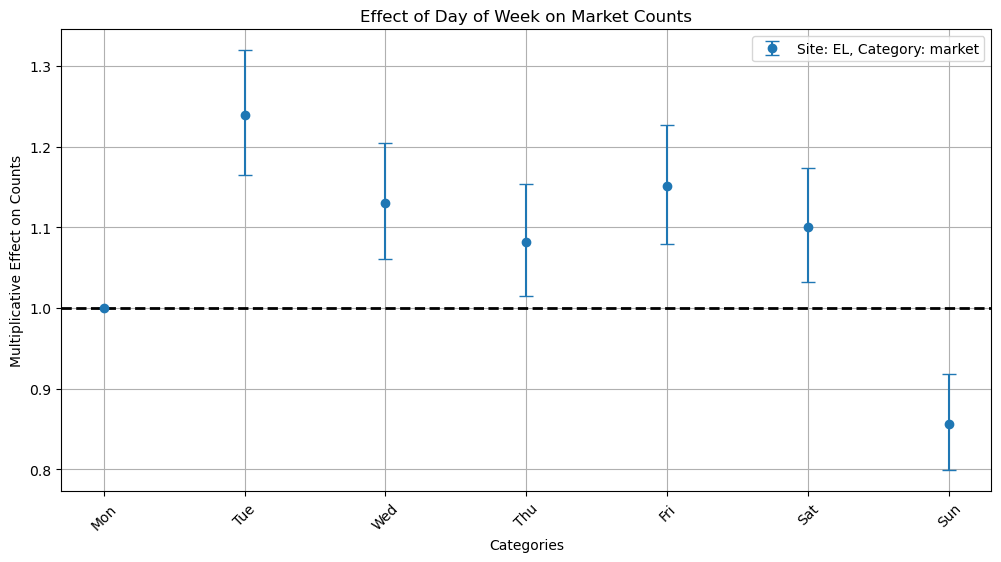 Effect of Day of Week on Market Counts
Site: EL, Category: market
Multiplicative Effect on Counts
1.3
1.2
1.1
1.0
0.9
0.8
Mon
Tue
Wed
Thu
Fri
Sat
Sun
Categories